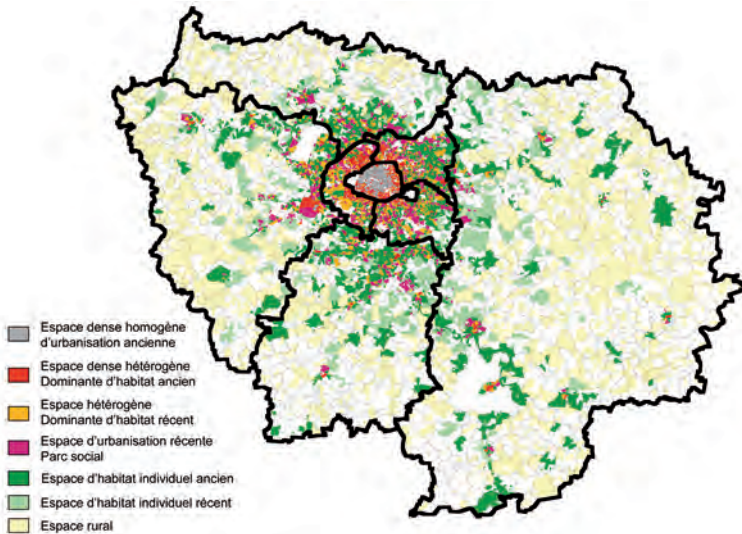 Espace dense homogène
d'urbanisation ancienne
Espace dense hétérogène
Dominante d'habitat ancien
Espace hétérogène
Dominante d'habitat récent
Espace d'urbanisation récente
Parc social
Espace d'habitat individuel ancien
Espace d'habitat individuel récent
Espace rural